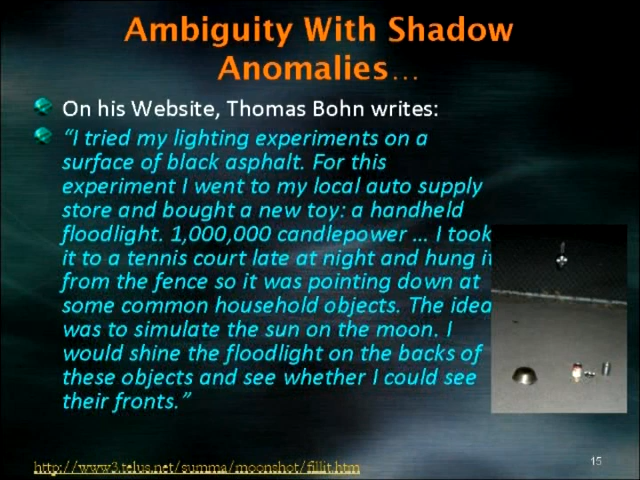 Ambiguity With Shadow
Anomalies…
On his Website, Thomas Bohn writes:
“I tried my lighting experiments on a
surface of black asphalt. For this
experiment I went to my local auto supply
store and bought a new toy: a handheld
floodlight. 1,000,000 candlepower … I took
it to a tennis court late at night and hung it
from the fence so it was pointing down at
some common household objects. The idea
was to simulate the sun on the moon. I
would shine the floodlight on the backs of
these objects and see whether I could see
their fronts.”
http://www3.telus.net/summa/moonshot/fillit.htm
15